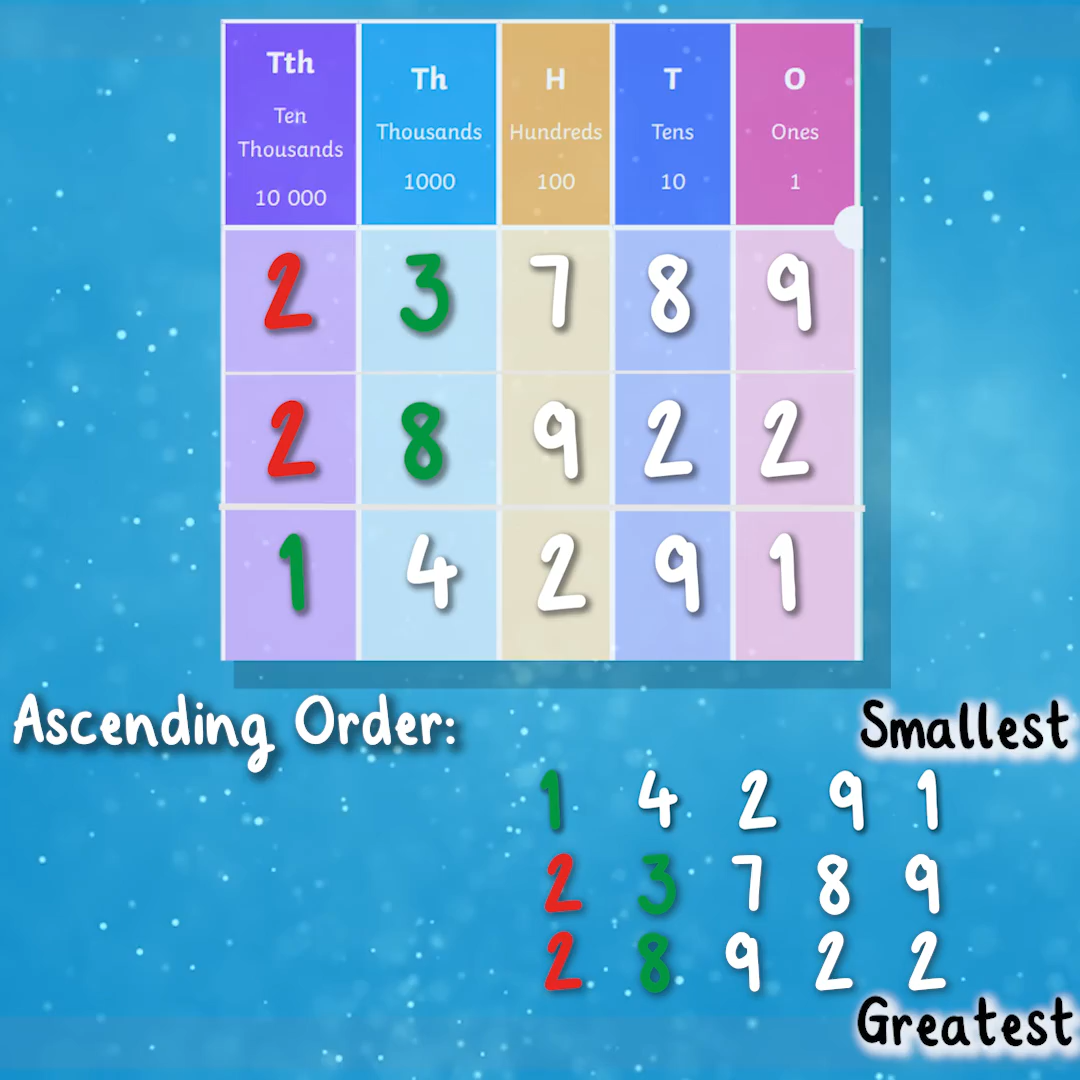 Tth Th H T O
Ten Thousands Thousands Hundreds Tens Ones
10 000 1000 100 10 1
2 3 7 8 9
2 8 9 2 2
1 4 2 9 1
Ascending Order: Smallest
1 4 2 9 1
2 3 7 8 9
2 8 9 2 2
Greatest